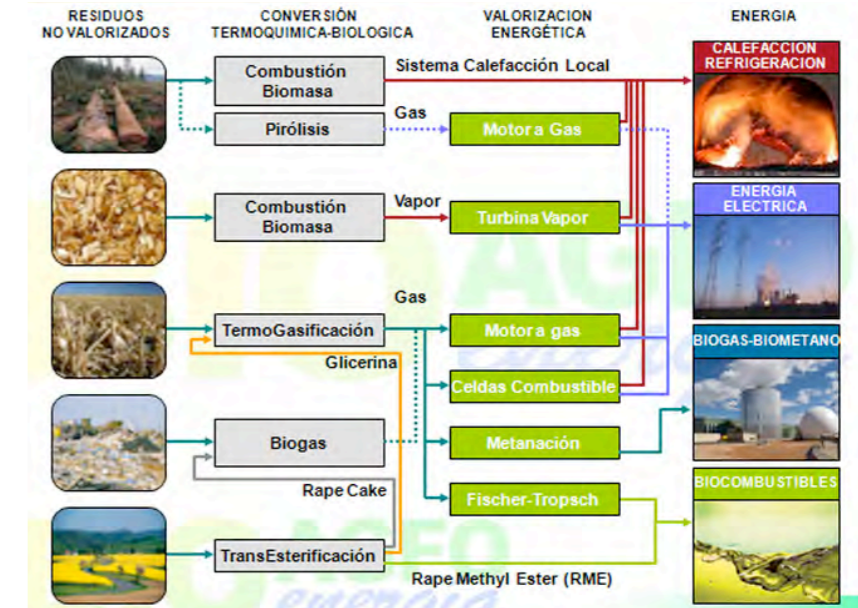 RESIDUOS
NO VALORIZADOS
CONVERSIÓN
TERMOQUIMICA-BIOLOGICA
VALORIZACION
ENERGÉTICA
ENERGIA
CALEFACCION
REFRIGERACION
Combustión
Biomasa
Sistema Calefacción Local
Pirólisis
Gas
Motor a Gas
ENERGIA
ELECTRICA
Combustión
Biomasa
Vapor
Turbina Vapor
Gas
TermoGasificación
Motor a gas
BIOGAS-BIOMETANO
Glicerina
Celdas Combustible
Biogas
Metanación
Rape Cake
Fischer-Tropsch
BIOCOMBUSTIBLES
TransEsterificación
Rape Methyl Ester (RME)
AGFO
energia